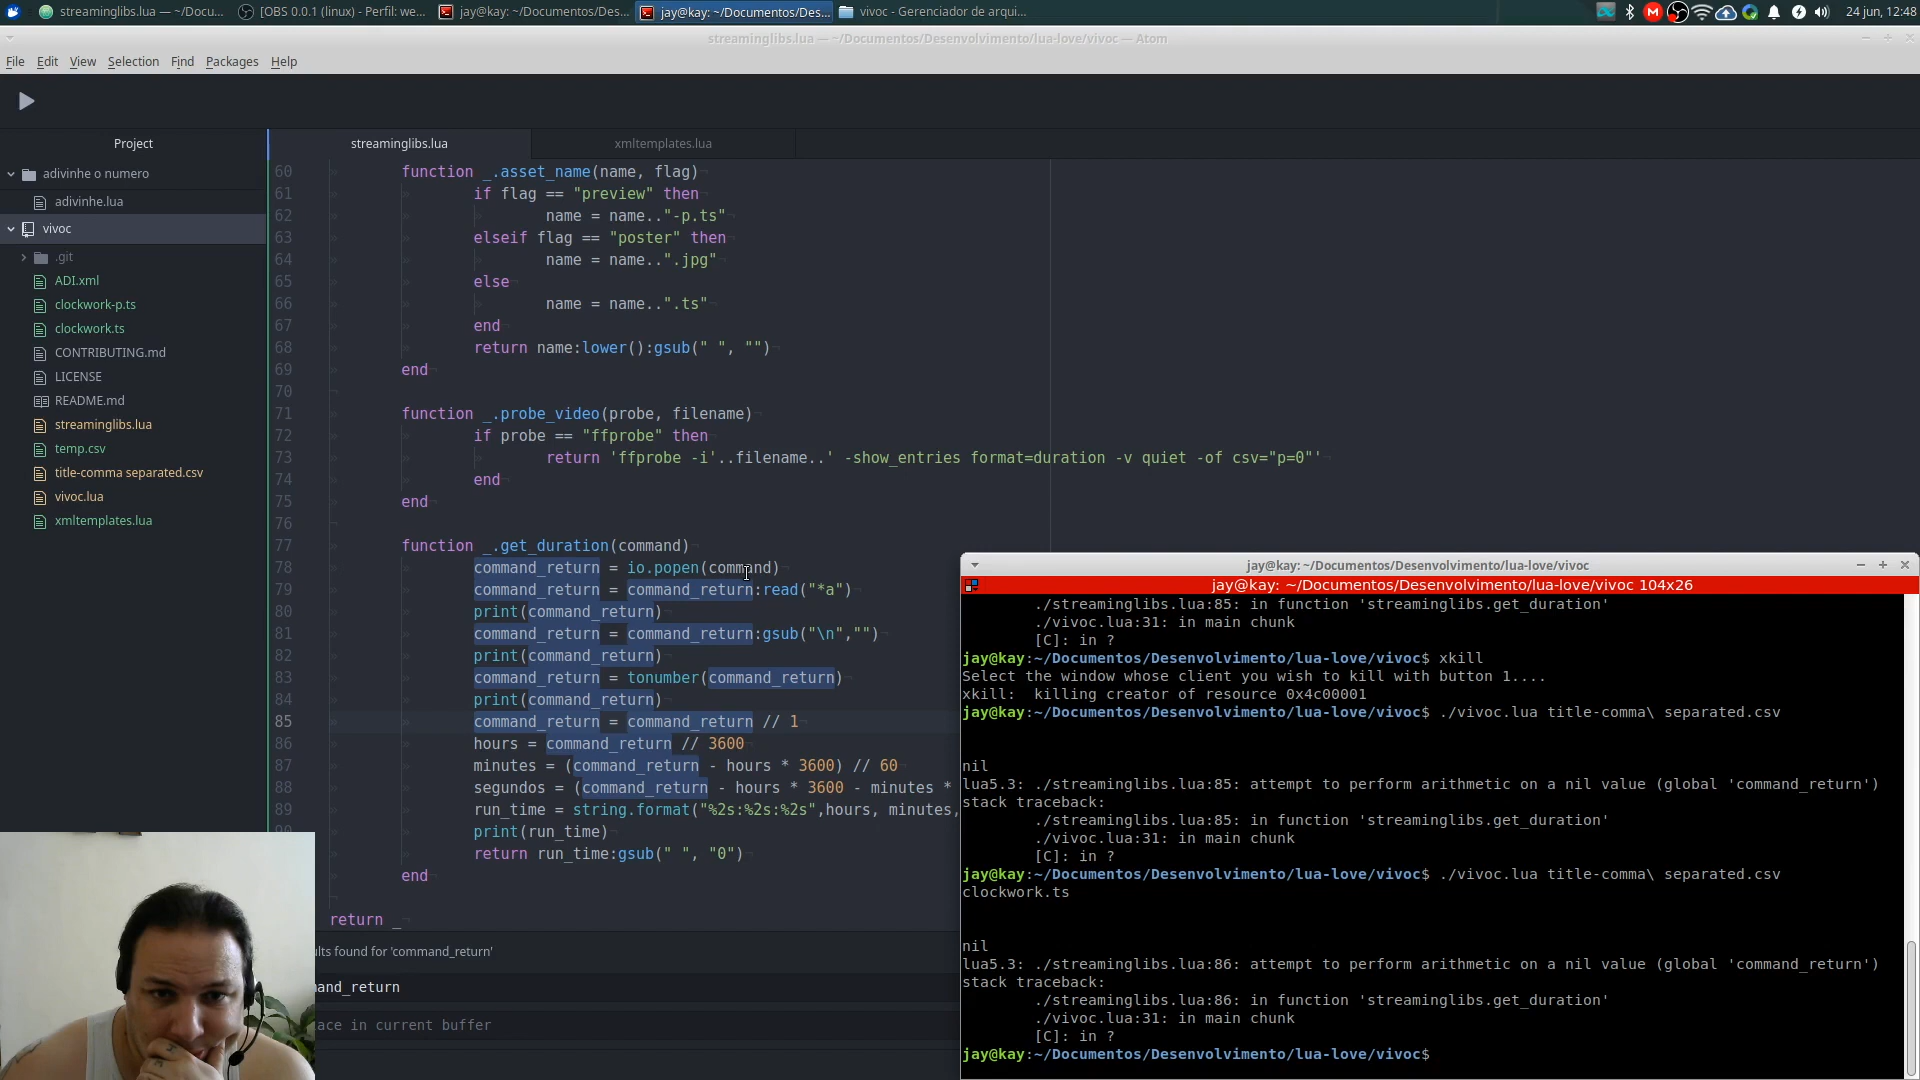 streaminglibs.lua — ~/Docu...
[OBS 0.0.1 (linux) - Perfil: we...
jay@kay: ~/Documentos/Des...
jay@kay: ~/Documentos/Des...
vivoc - Gerenciador de arqui...
24 jun, 12:48
streaminglibs.lua — ~/Documentos/Desenvolvimento/lua-love/vivoc — Atom
File Edit View Selection Find Packages Help
Project
streaminglibs.lua
xmltemplates.lua
adivinhe o numero
adivinhe.lua
vivoc
.git
ADI.xml
clockwork-p.ts
clockwork.ts
CONTRIBUTING.md
LICENSE
README.md
streaminglibs.lua
temp.csv
title-comma separated.csv
vivoc.lua
xmltemplates.lua
60 function _.asset_name(name, flag)
61 if flag == "preview" then
62 name = name.."-p.ts"
63 elseif flag == "poster" then
64 name = name..".jpg"
65 else
66 name = name..".ts"
67 end
68 return name:lower():gsub(" ", "")
69 end
70
71 function _.probe_video(probe, filename)
72 if probe == "ffprobe" then
73 return 'ffprobe -i'..filename..' -show_entries format=duration -v quiet -of csv="p=0"'
74 end
75 end
76
77 function _.get_duration(command)
78 command_return = io.popen(command)
79 command_return = command_return:read("*a")
80 print(command_return)
81 command_return = command_return:gsub("\n","")
82 print(command_return)
83 command_return = tonumber(command_return)
84 print(command_return)
85 command_return = command_return // 1
86 hours = command_return // 3600
87 minutes = (command_return - hours * 3600) // 60
88 segundos = (command_return - hours * 3600 - minutes *
89 run_time = string.format("%2s:%2s:%2s",hours, minutes,
print(run_time)
return run_time:gsub(" ", "0")
end
return _
ults found for 'command_return'
mand_return
ace in current buffer
jay@kay: ~/Documentos/Desenvolvimento/lua-love/vivoc
jay@kay: ~/Documentos/Desenvolvimento/lua-love/vivoc 104x26
./streaminglibs.lua:85: in function 'streaminglibs.get_duration'
./vivoc.lua:31: in main chunk
[C]: in ?
jay@kay:~/Documentos/Desenvolvimento/lua-love/vivoc$ xkill
Select the window whose client you wish to kill with button 1....
xkill:  killing creator of resource 0x4c00001
jay@kay:~/Documentos/Desenvolvimento/lua-love/vivoc$ ./vivoc.lua title-comma\ separated.csv
nil
lua5.3: ./streaminglibs.lua:85: attempt to perform arithmetic on a nil value (global 'command_return')
stack traceback:
./streaminglibs.lua:85: in function 'streaminglibs.get_duration'
./vivoc.lua:31: in main chunk
[C]: in ?
jay@kay:~/Documentos/Desenvolvimento/lua-love/vivoc$ ./vivoc.lua title-comma\ separated.csv
clockwork.ts
nil
lua5.3: ./streaminglibs.lua:86: attempt to perform arithmetic on a nil value (global 'command_return')
stack traceback:
./streaminglibs.lua:86: in function 'streaminglibs.get_duration'
./vivoc.lua:31: in main chunk
[C]: in ?
jay@kay:~/Documentos/Desenvolvimento/lua-love/vivoc$